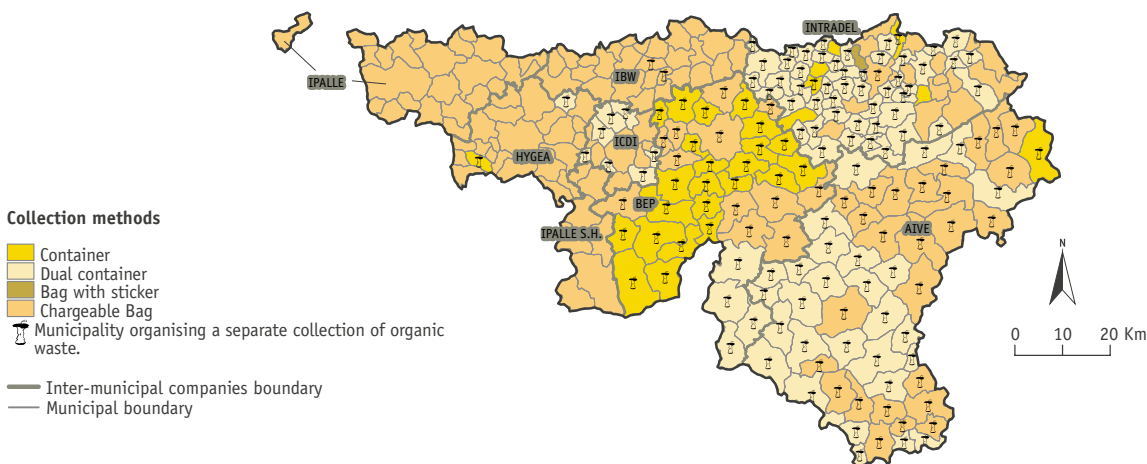 INTRADEL
IPALLE
IBW
ICDI
HYGEA
BEP
IPALLE S.H.
AIVE
Collection methods
Container
Dual container
Bag with sticker
Chargeable Bag
Municipality organising a separate collection of organic
waste.
Inter-municipal companies boundary
Municipal boundary
N
0 10 20 Km